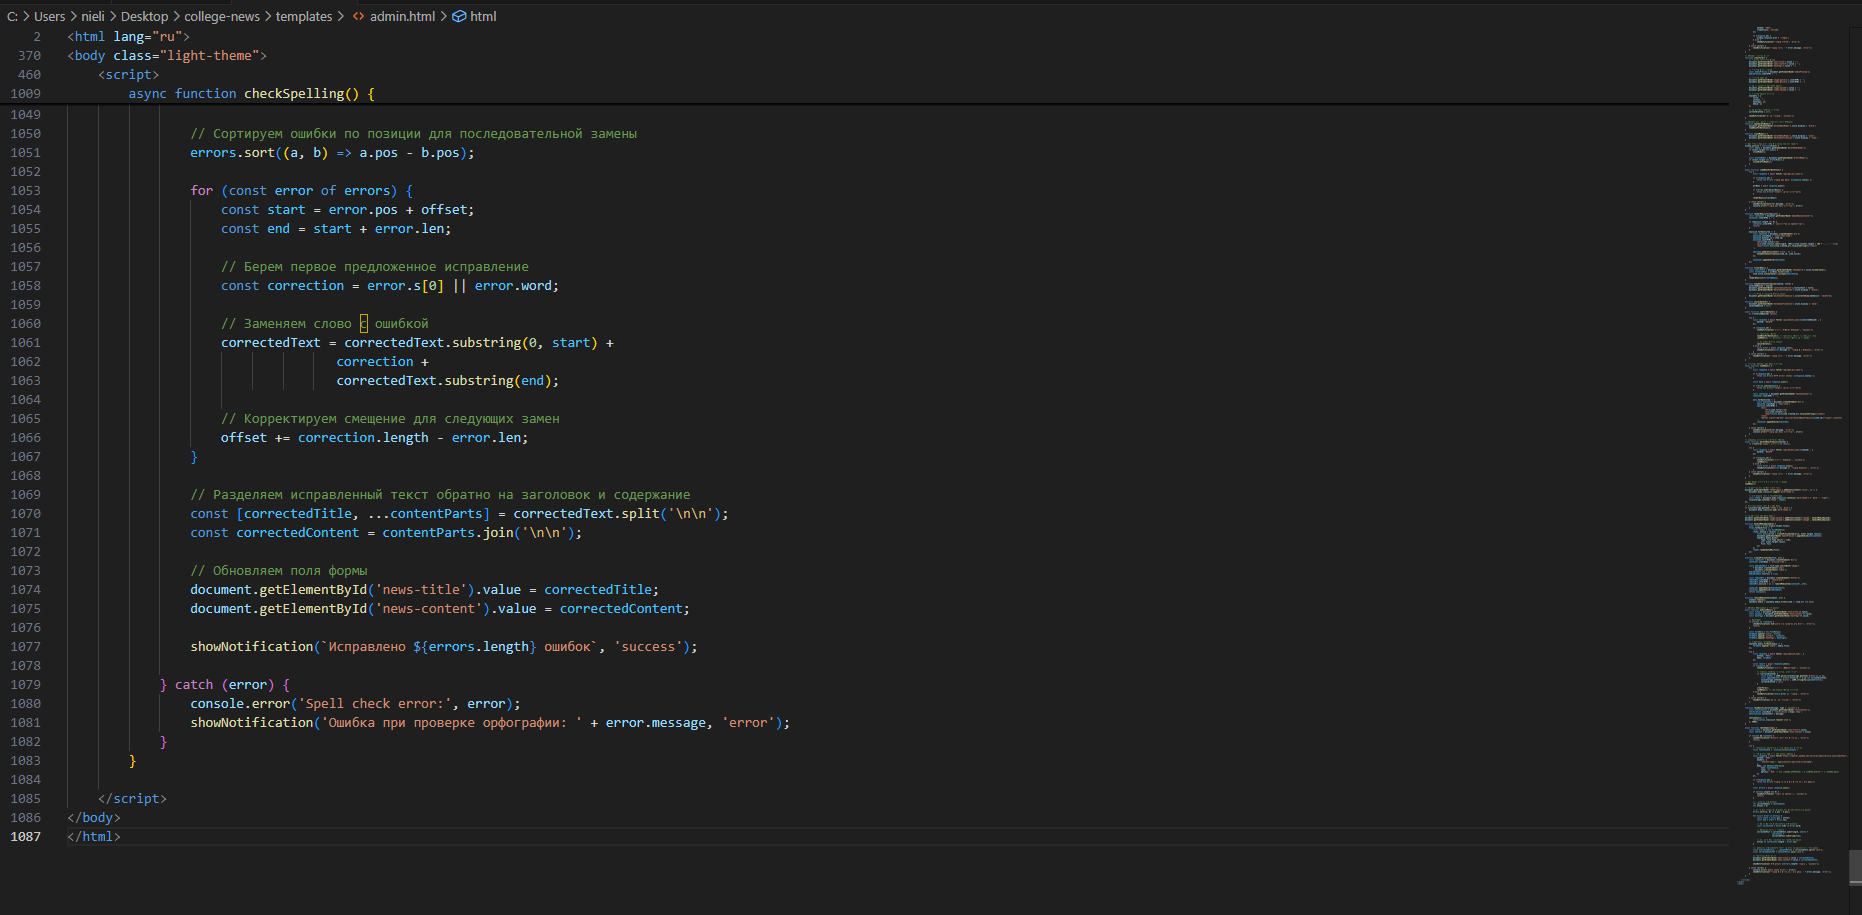 C: > Users > nieli > Desktop > college-news > templates > <> admin.html > html
2 <html lang="ru">
370 <body class="light-theme">
460 <script>
1009 async function checkSpelling() {
1049
1050 // Сортируем ошибки по позиции для последовательной замены
1051 errors.sort((a, b) => a.pos - b.pos);
1052
1053 for (const error of errors) {
1054 const start = error.pos + offset;
1055 const end = start + error.len;
1056
1057 // Берем первое предложенное исправление
1058 const correction = error.s[0] || error.word;
1059
1060 // Заменяем слово с ошибкой
1061 correctedText = correctedText.substring(0, start) +
1062 correction +
1063 correctedText.substring(end);
1064
1065 // Корректируем смещение для следующих замен
1066 offset += correction.length - error.len;
1067 }
1068
1069 // Разделяем исправленный текст обратно на заголовок и содержание
1070 const [correctedTitle, ...contentParts] = correctedText.split('\n\n');
1071 const correctedContent = contentParts.join('\n\n');
1072
1073 // Обновляем поля формы
1074 document.getElementById('news-title').value = correctedTitle;
1075 document.getElementById('news-content').value = correctedContent;
1076
1077 showNotification(`Исправлено ${errors.length} ошибок`, 'success');
1078
1079 } catch (error) {
1080 console.error('Spell check error:', error);
1081 showNotification('Ошибка при проверке орфографии: ' + error.message, 'error');
1082 }
1083 }
1084
1085 </script>
1086 </body>
1087 </html>